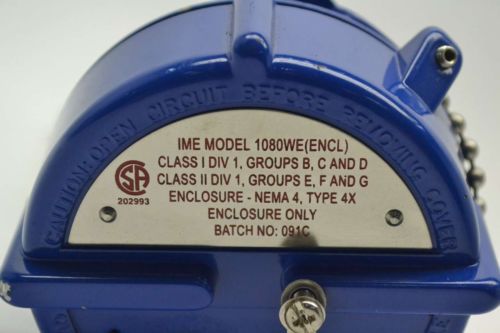 CAUTION: OPEN CIRCUIT BEFORE REMOVING COVER
IME MODEL 1080WE(ENCL)
CLASS I DIV 1, GROUPS B, C AND D
CLASS II DIV 1, GROUPS E, F AND G
ENCLOSURE - NEMA 4, TYPE 4X
ENCLOSURE ONLY
BATCH NO: 091C
SA
202993